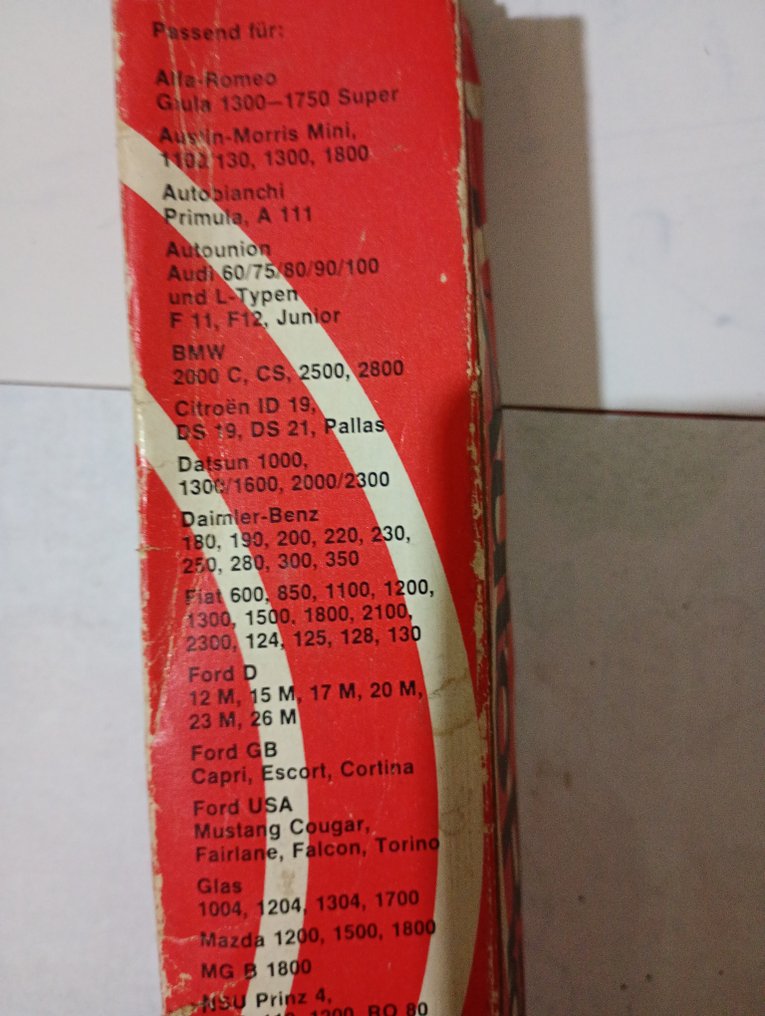 Passend für:
Alfa-Romeo
Giula 1300—1750 Super
Austin-Morris Mini,
1100/130, 1300, 1800
Autobianchi
Primula, A 111
Autounion
Audi 60/75/80/90/100
und L-Typen
F 11, F12, Junior
BMW
2000 C, CS, 2500, 2800
Citroën ID 19,
DS 19, DS 21, Pallas
Datsun 1000,
1300/1600, 2000/2300
Daimler-Benz
180, 190, 200, 220, 230,
250, 280, 300, 350
Fiat 600, 850, 1100, 1200,
1300, 1500, 1800, 2100,
2300, 124, 125, 128, 130
Ford D
12 M, 15 M, 17 M, 20 M,
23 M, 26 M
Ford GB
Capri, Escort, Cortina
Ford USA
Mustang Cougar,
Fairlane, Falcon, Torino
Glas
1004, 1204, 1304, 1700
Mazda 1200, 1500, 1800
MG B 1800
NSU Prinz 4,
1200, RO 80